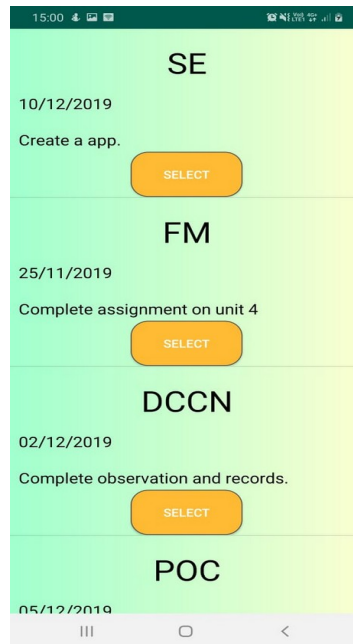 15:00
SE
10/12/2019
Create a app.
SELECT
FM
25/11/2019
Complete assignment on unit 4
SELECT
DCCN
02/12/2019
Complete observation and records.
SELECT
POC
05/12/2019